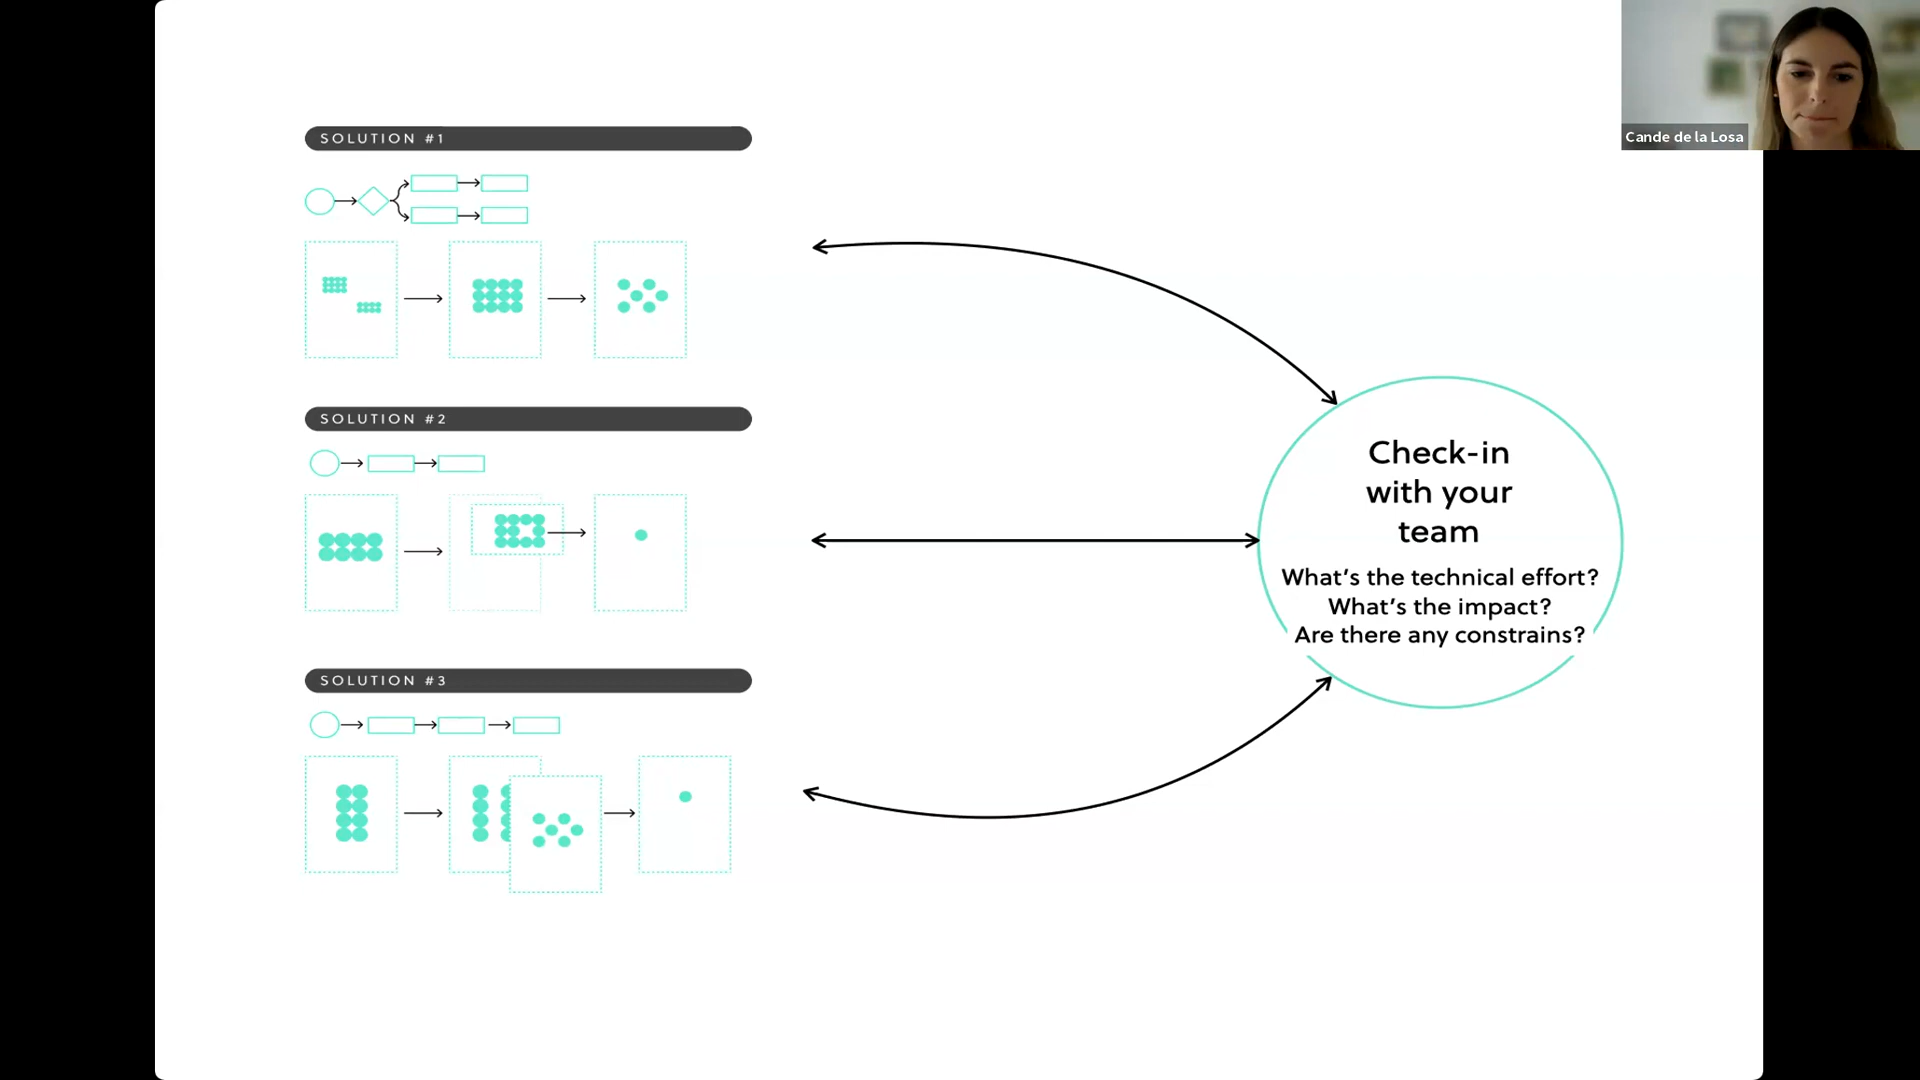 SOLUTION #1
SOLUTION #2
SOLUTION #3
Check-in
with your
team
What's the technical effort?
What's the impact?
Are there any constrains?
Cande de la Losa